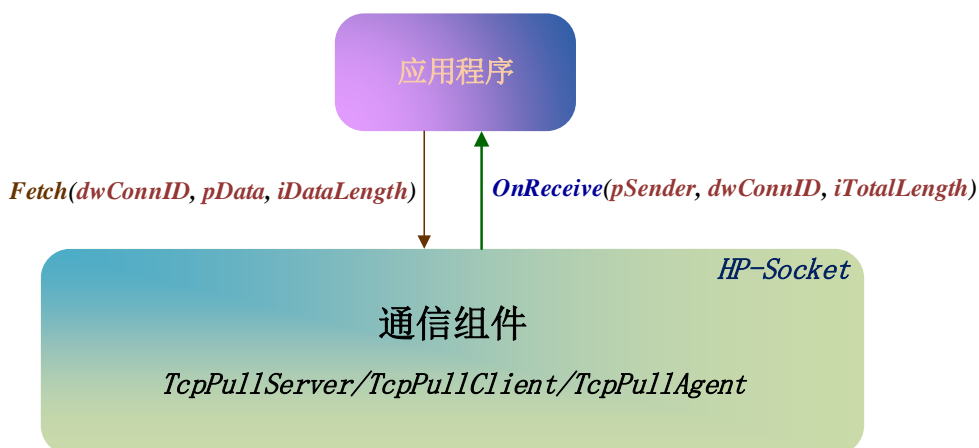 应用程序
Fetch(dwConnID, pData, iDataLength)
OnReceive(pSender, dwConnID, iTotalLength)
HP-Socket
通信组件
TcpPullServer/TcpPullClient/TcpPullAgent